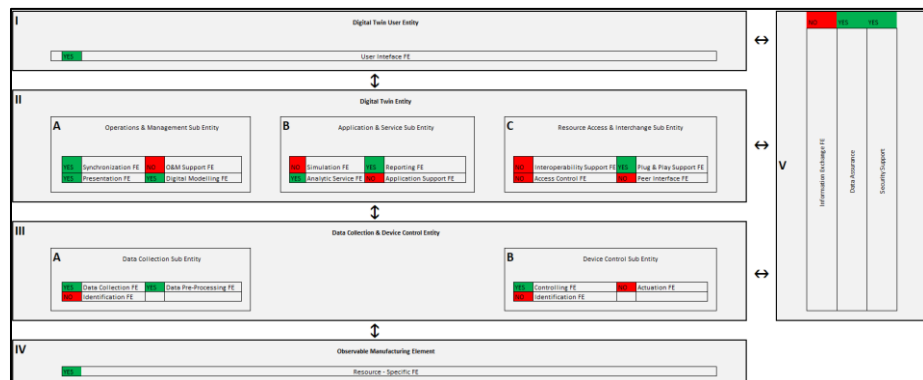 I
Digital Twin User Entity
YES User Inteface FE
II
Digital Twin Entity
A Operations & Management Sub Entity
YES Synchronization FE NO O&M Support FE
YES Presentation FE YES Digital Modelling FE
B Application & Service Sub Entity
NO Simulation FE YES Reporting FE
YES Analytic Service FE NO Application Support FE
C Resource Access & Interchange Sub Entity
NO Interoperability Support FE YES Plug & Play Support FE
NO Access Control FE NO Peer Interface FE
III
Data Collection & Device Control Entity
A Data Collection Sub Entity
YES Data Collection FE YES Data Pre-Processing FE
NO Identification FE
B Device Control Sub Entity
YES Controlling FE NO Actuation FE
NO Identification FE
IV
Observable Manufacturing Element
YES Resource - Specific FE
V
NO YES YES
Information Exchange FE
Data Assurance
Security Support